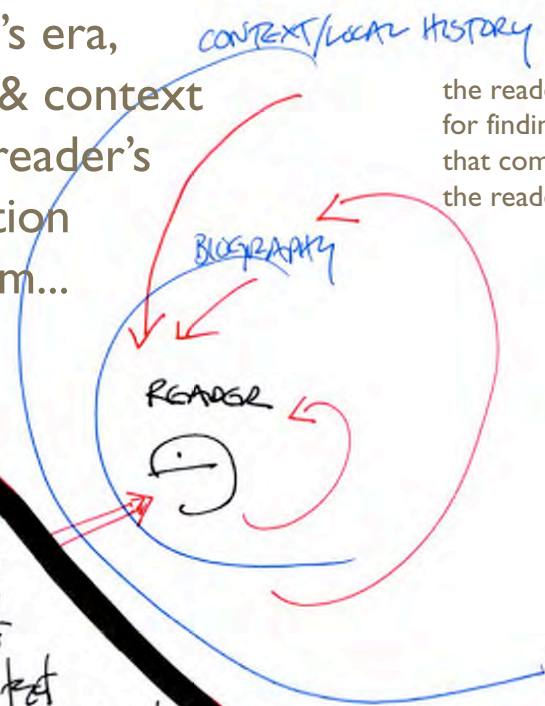 's era,
& context
reader's
tion
m...
CONTEXT/LOCAL HISTORY
the reade
for findin
that com
the reade
BIOGRAPHY
READER